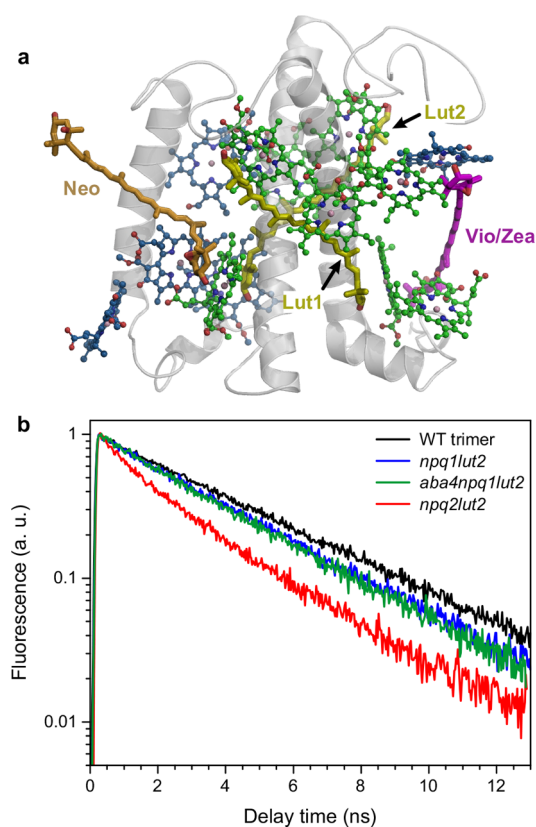 a
Lut2
Neo
Vio/Zea
Lut1
b
WT trimer
npq1lut2
aba4npq1lut2
npq2lut2
1
0.1
0.01
Fluorescence (a. u.)
0 2 4 6 8 10 12
Delay time (ns)